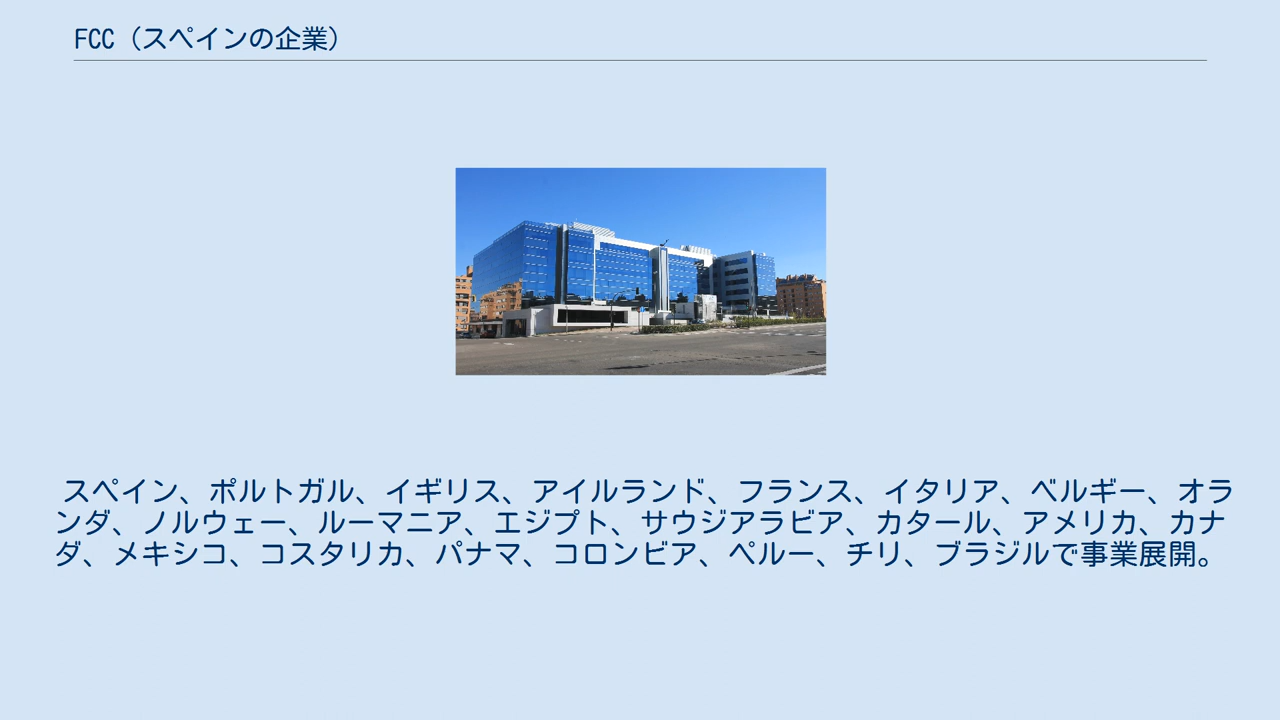 FCC（スペインの企業）
スペイン、ポルトガル、イギリス、アイルランド、フランス、イタリア、ベルギー、オラ
ンダ、ノルウェー、ルーマニア、エジプト、サウジアラビア、カタール、アメリカ、カナ
ダ、メキシコ、コスタリカ、パナマ、コロンビア、ペルー、チリ、ブラジルで事業展開。